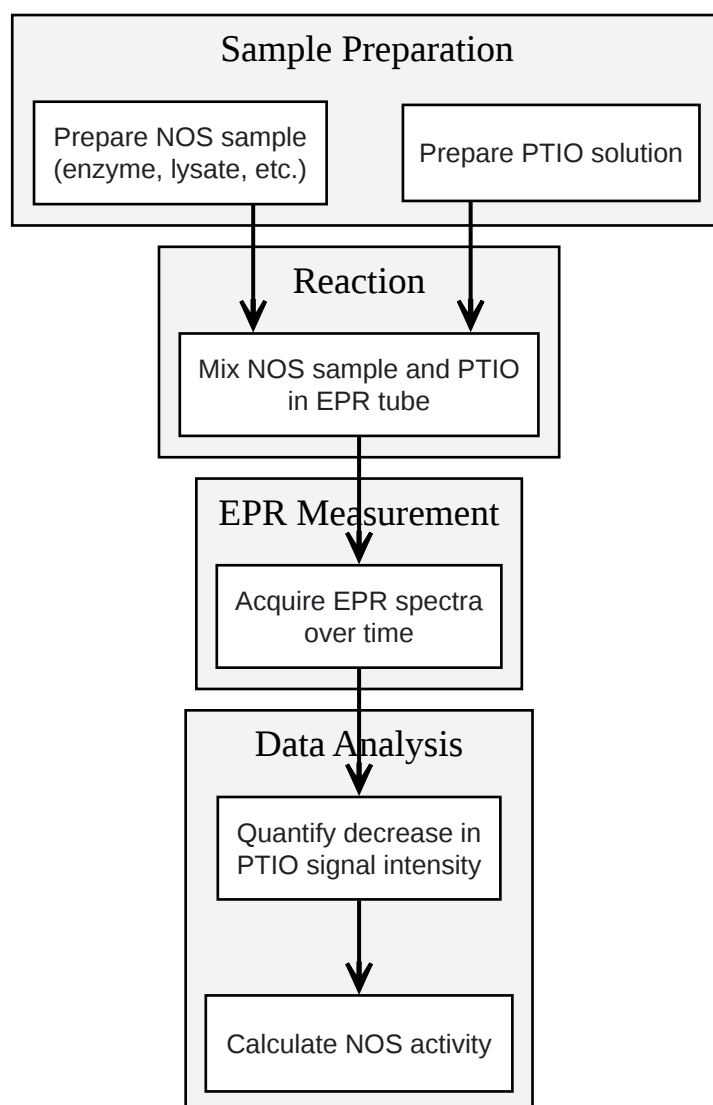 Sample Preparation
Prepare NOS sample
(enzyme, lysate, etc.)
Prepare PTIO solution
Reaction
Mix NOS sample and PTIO
in EPR tube
EPR Measurement
Acquire EPR spectra
over time
Data Analysis
Quantify decrease in
PTIO signal intensity
Calculate NOS activity